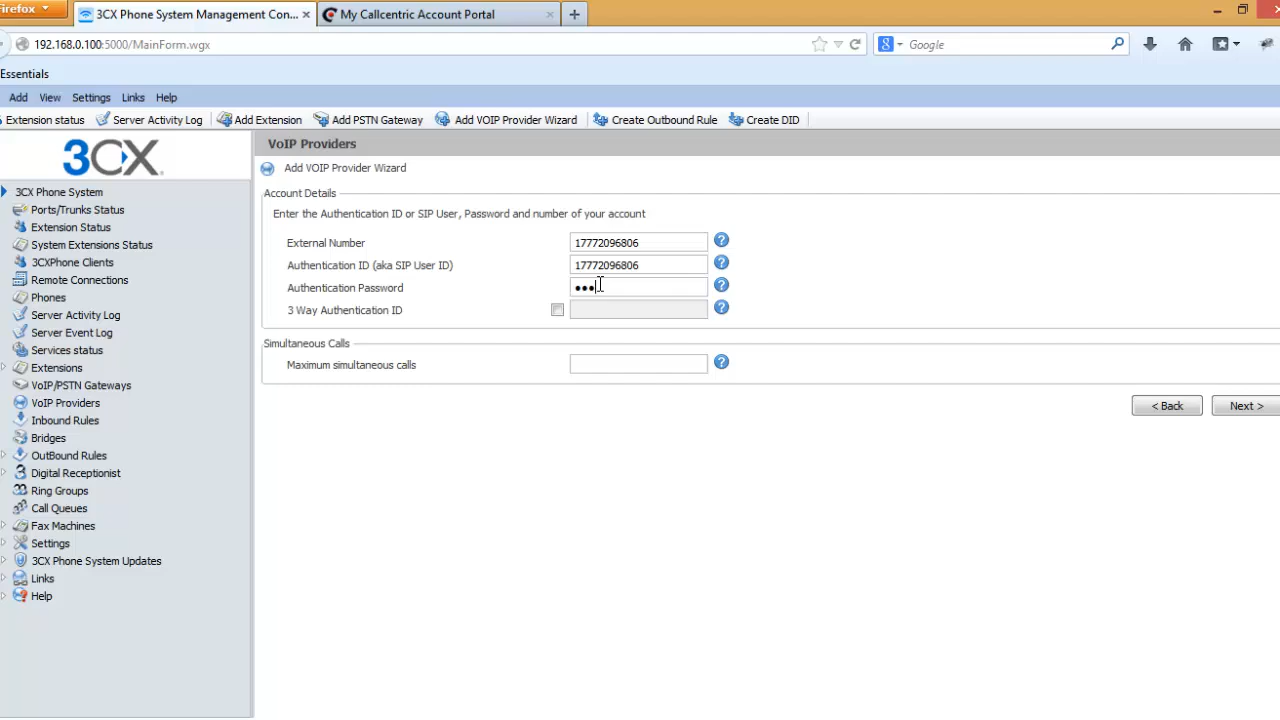 Firefox
3CX Phone System Management Con...
My Callcentric Account Portal
192.168.0.100:5000/MainForm.wgx
Google
Essentials
Add View Settings Links Help
Extension status Server Activity Log Add Extension Add PSTN Gateway Add VOIP Provider Wizard Create Outbound Rule Create DID
3CX
VoIP Providers
Add VOIP Provider Wizard
3CX Phone System
Ports/Trunks Status
Extension Status
System Extensions Status
3CXPhone Clients
Remote Connections
Phones
Server Activity Log
Server Event Log
Services status
Extensions
VoIP/PSTN Gateways
VoIP Providers
Inbound Rules
Bridges
OutBound Rules
Digital Receptionist
Ring Groups
Call Queues
Fax Machines
Settings
3CX Phone System Updates
Links
Help
Account Details
Enter the Authentication ID or SIP User, Password and number of your account
External Number 17772096806
Authentication ID (aka SIP User ID) 17772096806
Authentication Password •••
3 Way Authentication ID
Simultaneous Calls
Maximum simultaneous calls
< Back Next >